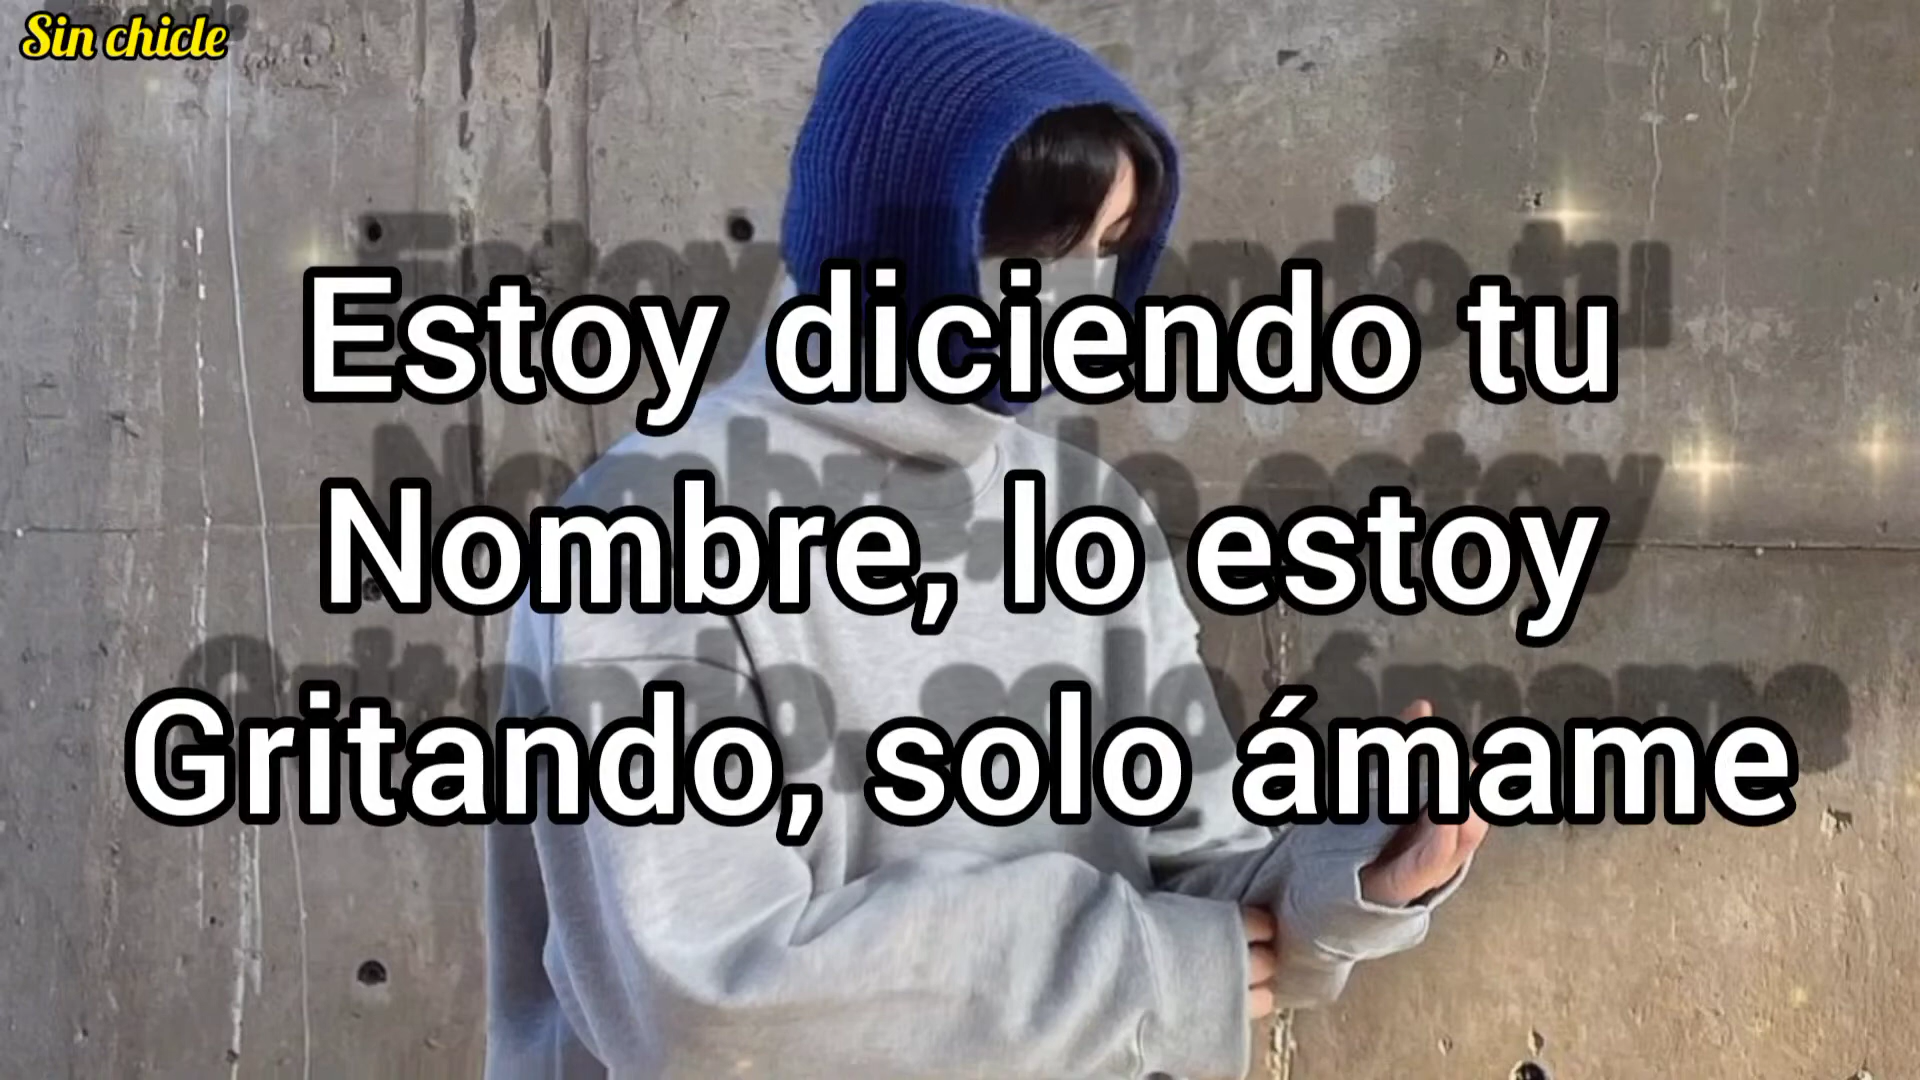 Sin chicle
Estoy diciendo tu
Nombre, lo estoy
Gritando, solo ámame